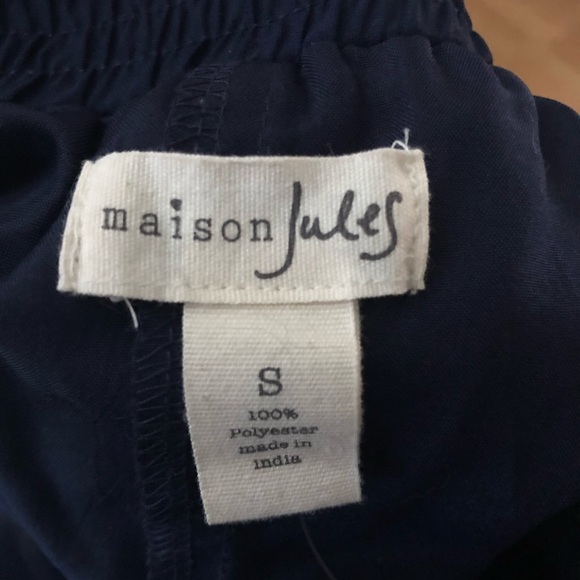 maison Jules
S
100%
Polyester
made in
india